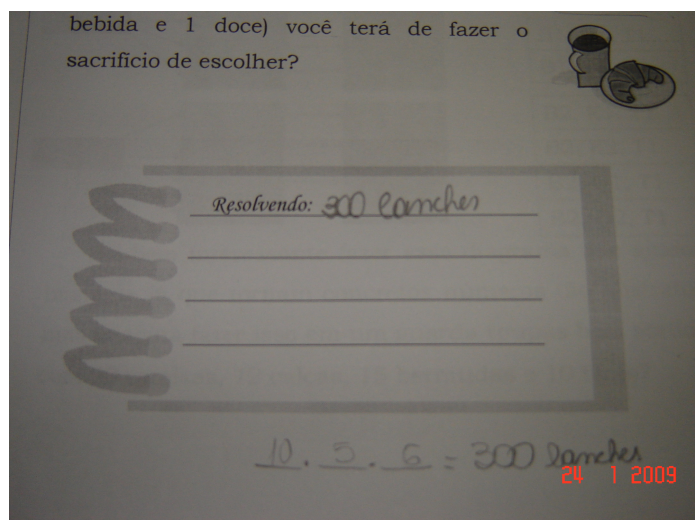 bebida e 1 doce) você terá de fazer o
sacrifício de escolher?
Resolvendo: 300 lanches
10 . 5 . 6 = 300 lanches
24 1 2009